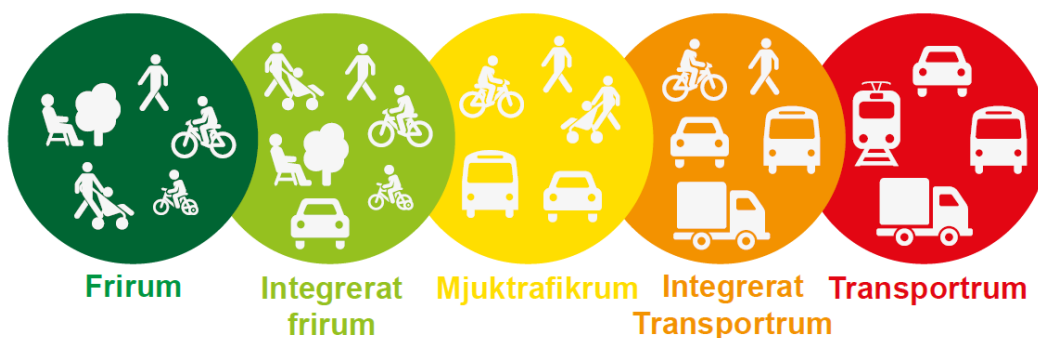 Frirum
Integrerat
frirum
Mjuktrafikrum
Integrerat
Transportrum
Transportrum